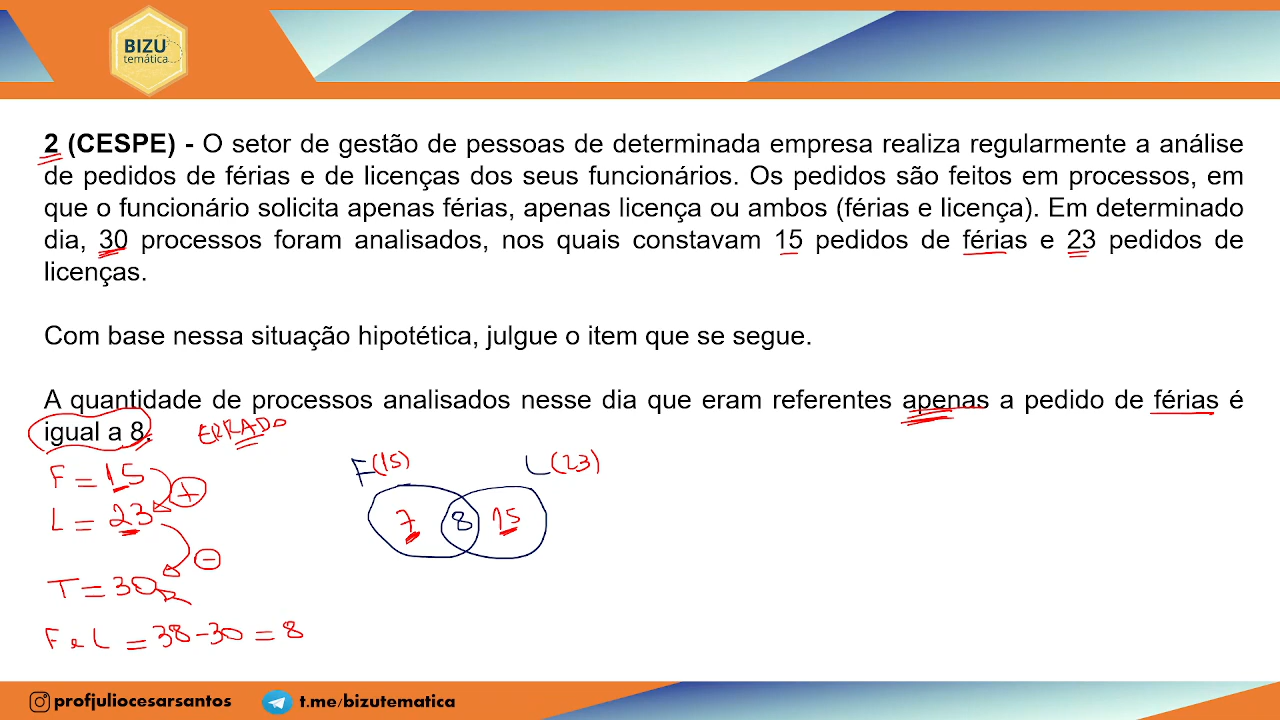 BIZU
temática
2 (CESPE) - O setor de gestão de pessoas de determinada empresa realiza regularmente a análise
de pedidos de férias e de licenças dos seus funcionários. Os pedidos são feitos em processos, em
que o funcionário solicita apenas férias, apenas licença ou ambos (férias e licença). Em determinado
dia, 30 processos foram analisados, nos quais constavam 15 pedidos de férias e 23 pedidos de
licenças.
Com base nessa situação hipotética, julgue o item que se segue.
A quantidade de processos analisados nesse dia que eram referentes apenas a pedido de férias é
igual a 8.
ERRADO
F = 15
+
L = 23
-
T = 30
F e L = 38 - 30 = 8
F(15) L(23)
7 8 15
profjuliocesarsantos t.me/bizutematica